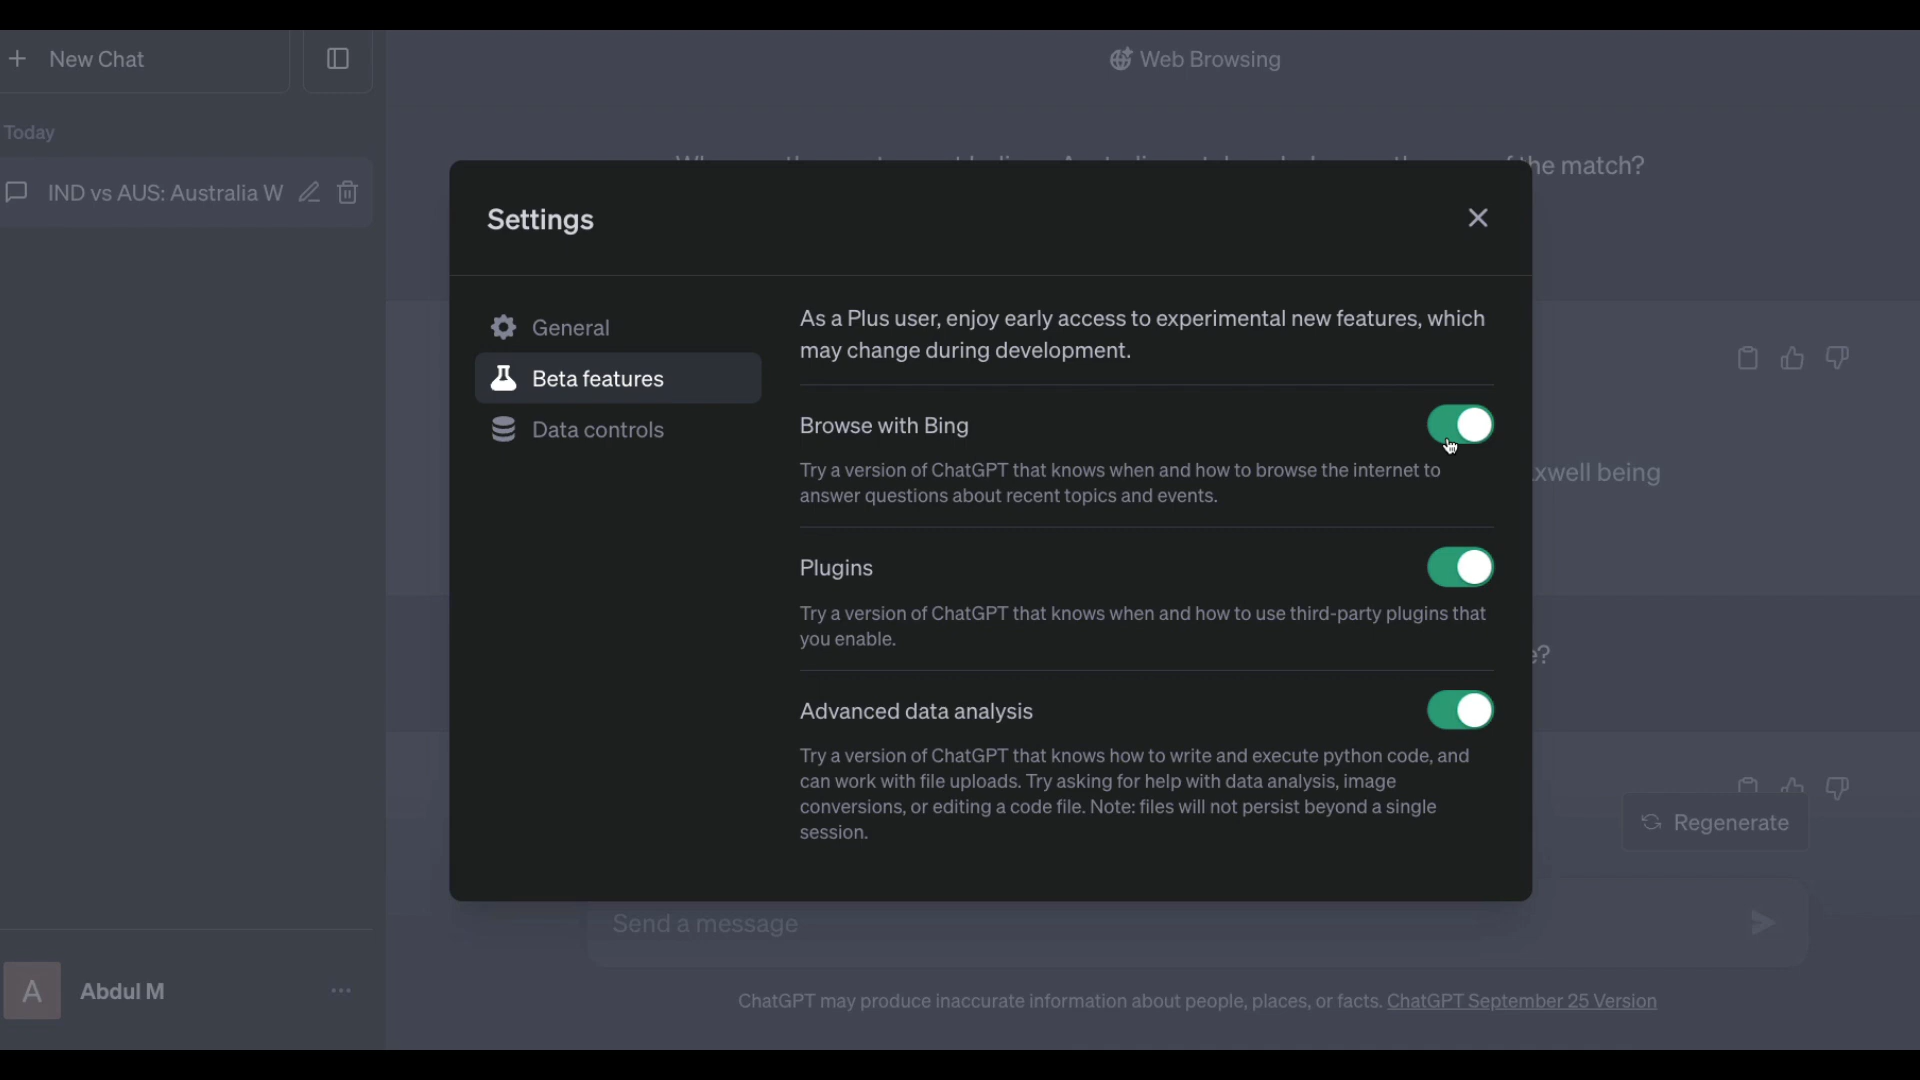 New Chat
Web Browsing
Today
the match?
IND vs AUS: Australia W
Settings
General
As a Plus user, enjoy early access to experimental new features, which
may change during development.
Beta features
Browse with Bing
Data controls
Try a version of ChatGPT that knows when and how to browse the internet to
answer questions about recent topics and events.
xwell being
Plugins
Try a version of ChatGPT that knows when and how to use third-party plugins that
you enable.
e?
Advanced data analysis
Try a version of ChatGPT that knows how to write and execute python code, and
can work with file uploads. Try asking for help with data analysis, image
conversions, or editing a code file. Note: files will not persist beyond a single
session.
Regenerate
Send a message
A
Abdul M
ChatGPT may produce inaccurate information about people, places, or facts. ChatGPT September 25 Version